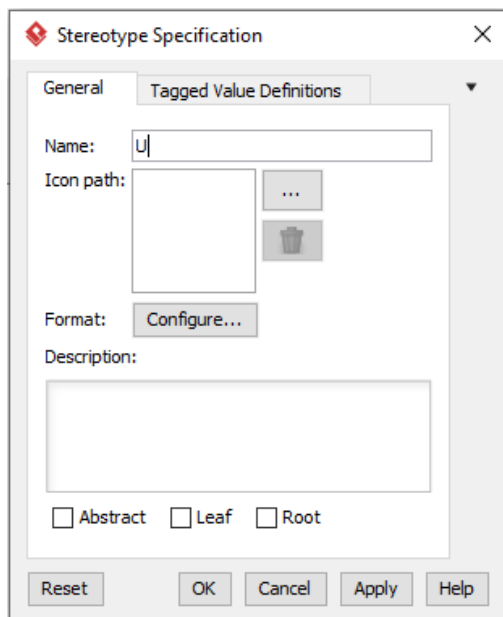 Stereotype Specification
General Tagged Value Definitions
Name: U
Icon path: ...
Format: Configure...
Description:
Abstract Leaf Root
Reset OK Cancel Apply Help